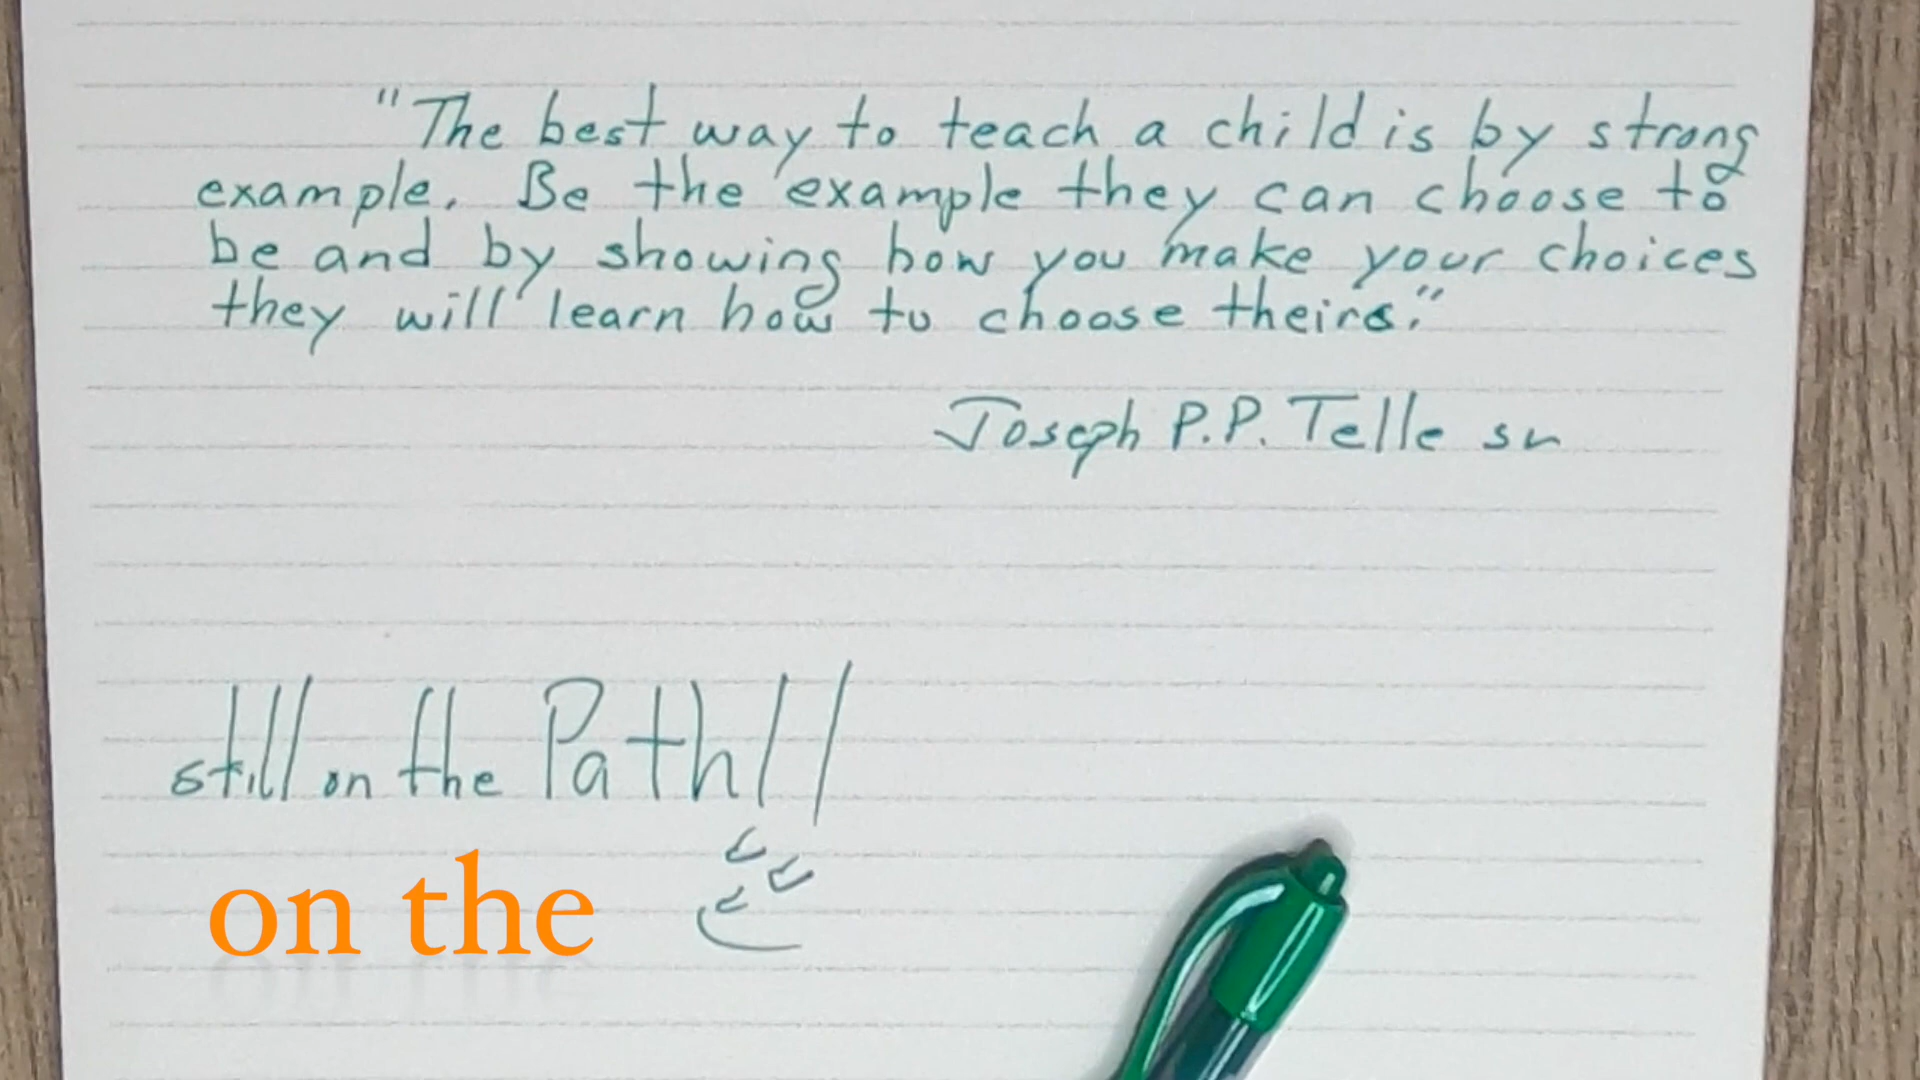 "The best way to teach a child is by strong
example. Be the example they can choose to
be and by showing how you make your choices
they will learn how to choose theirs."
Joseph P.P. Telle sr
still on the Path!!
on the